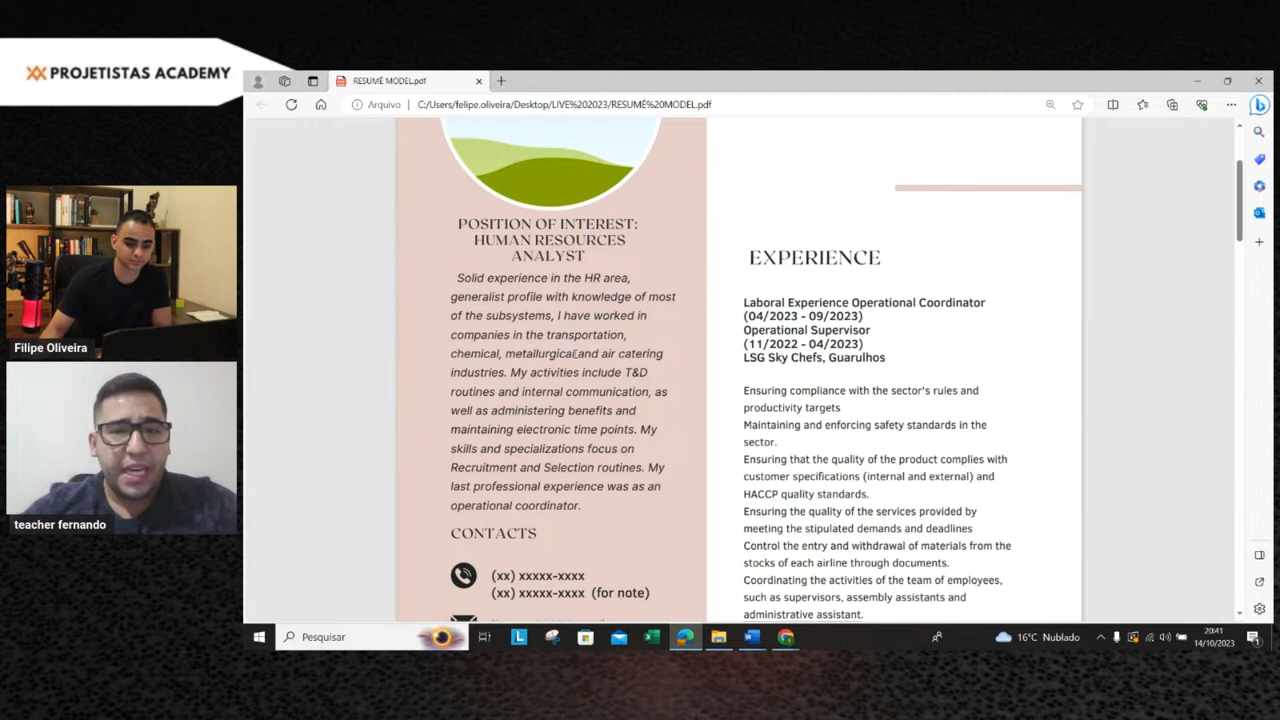 PROJETISTAS ACADEMY
RESUMÉ MODEL.pdf
Arquivo
C:/Users/felipe.oliveira/Desktop/LIVE%202023/RESUMÉ%20MODEL.pdf
Filipe Oliveira
teacher fernando
POSITION OF INTEREST:
HUMAN RESOURCES
ANALYST
Solid experience in the HR area,
generalist profile with knowledge of most
of the subsystems, I have worked in
companies in the transportation,
chemical, metallurgical and air catering
industries. My activities include T&D
routines and internal communication, as
well as administering benefits and
maintaining electronic time points. My
skills and specializations focus on
Recruitment and Selection routines. My
last professional experience was as an
operational coordinator.
CONTACTS
(xx) xxxxx-xxxx
(xx) xxxxx-xxxx (for note)
EXPERIENCE
Laboral Experience Operational Coordinator
(04/2023 - 09/2023)
Operational Supervisor
(11/2022 - 04/2023)
LSG Sky Chefs, Guarulhos
Ensuring compliance with the sector's rules and
productivity targets
Maintaining and enforcing safety standards in the
sector.
Ensuring that the quality of the product complies with
customer specifications (internal and external) and
HACCP quality standards.
Ensuring the quality of the services provided by
meeting the stipulated demands and deadlines
Control the entry and withdrawal of materials from the
stocks of each airline through documents.
Coordinating the activities of the team of employees,
such as supervisors, assembly assistants and
administrative assistant.
Pesquisar
16°C Nublado
20:41
14/10/2023